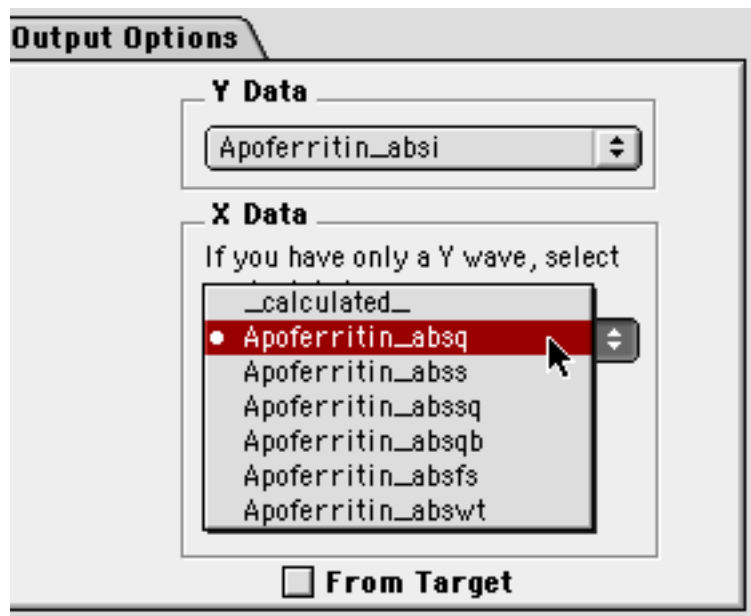 Output Options
Y Data
Apoferritin_absi
X Data
If you have only a Y wave, select
_calculated_
Apoferritin_absq
Apoferritin_abss
Apoferritin_abssq
Apoferritin_absqb
Apoferritin_absfs
Apoferritin_abswt
From Target